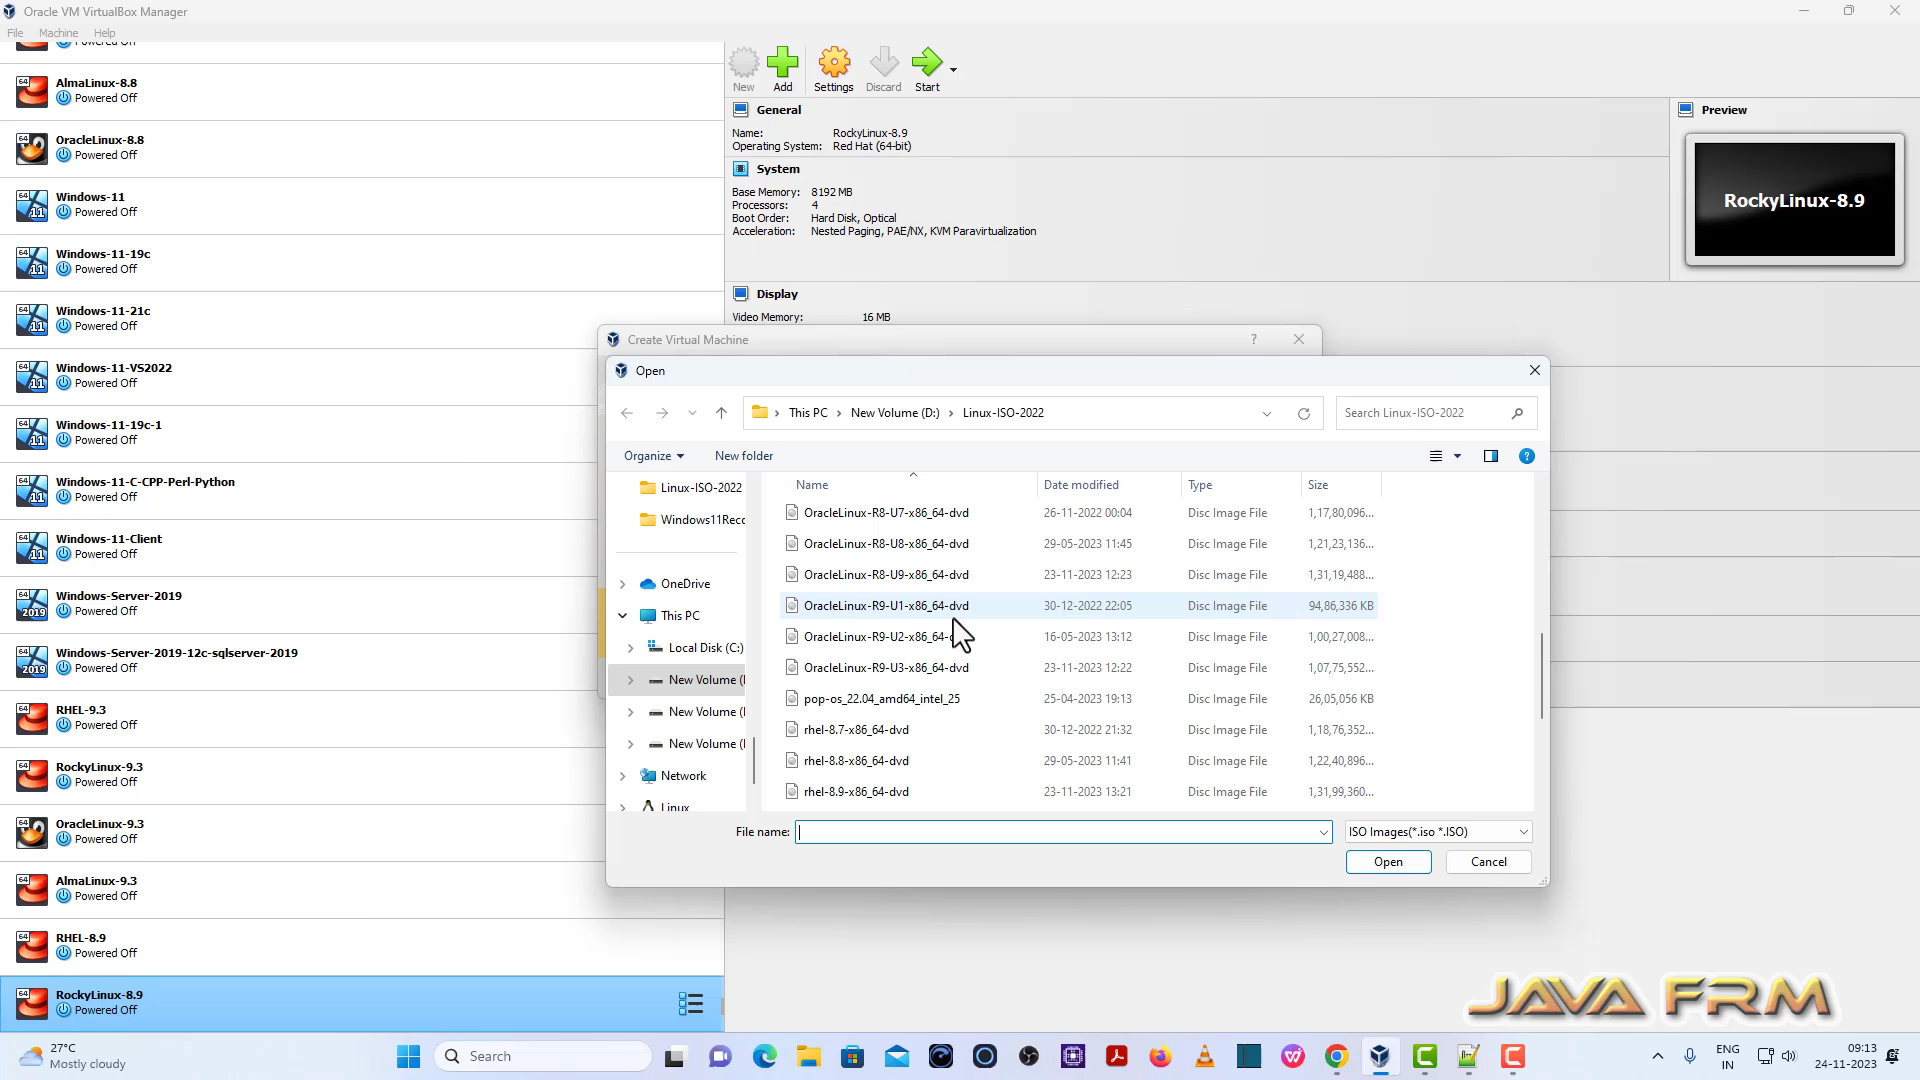 Oracle VM VirtualBox Manager
File Machine Help
Powered Off
AlmaLinux-8.8
Powered Off
OracleLinux-8.8
Powered Off
Windows-11
Powered Off
Windows-11-19c
Powered Off
Windows-11-21c
Powered Off
Windows-11-VS2022
Powered Off
Windows-11-19c-1
Powered Off
Windows-11-C-CPP-Perl-Python
Powered Off
Windows-11-Client
Powered Off
Windows-Server-2019
Powered Off
Windows-Server-2019-12c-sqlserver-2019
Powered Off
RHEL-9.3
Powered Off
RockyLinux-9.3
Powered Off
OracleLinux-9.3
Powered Off
AlmaLinux-9.3
Powered Off
RHEL-8.9
Powered Off
RockyLinux-8.9
Powered Off
New Add Settings Discard Start
General
Name: RockyLinux-8.9
Operating System: Red Hat (64-bit)
System
Base Memory: 8192 MB
Processors: 4
Boot Order: Hard Disk, Optical
Acceleration: Nested Paging, PAE/NX, KVM Paravirtualization
Display
Video Memory: 16 MB
Preview
RockyLinux-8.9
Create Virtual Machine ?
Open
This PC New Volume (D:) Linux-ISO-2022
Search Linux-ISO-2022
Organize New folder
Linux-ISO-2022
Windows11Reco
OneDrive
This PC
Local Disk (C:)
New Volume (
New Volume (
New Volume (
Network
Linux
Name Date modified Type Size
OracleLinux-R8-U7-x86_64-dvd 26-11-2022 00:04 Disc Image File 1,17,80,096...
OracleLinux-R8-U8-x86_64-dvd 29-05-2023 11:45 Disc Image File 1,21,23,136...
OracleLinux-R8-U9-x86_64-dvd 23-11-2023 12:23 Disc Image File 1,31,19,488...
OracleLinux-R9-U1-x86_64-dvd 30-12-2022 22:05 Disc Image File 94,86,336 KB
OracleLinux-R9-U2-x86_64-d 16-05-2023 13:12 Disc Image File 1,00,27,008...
OracleLinux-R9-U3-x86_64-dvd 23-11-2023 12:22 Disc Image File 1,07,75,552...
pop-os_22.04_amd64_intel_25 25-04-2023 19:13 Disc Image File 26,05,056 KB
rhel-8.7-x86_64-dvd 30-12-2022 21:32 Disc Image File 1,18,76,352...
rhel-8.8-x86_64-dvd 29-05-2023 11:41 Disc Image File 1,22,40,896...
rhel-8.9-x86_64-dvd 23-11-2023 13:21 Disc Image File 1,31,99,360...
File name: ISO Images(*.iso *.ISO)
Open Cancel
JAVA FRM
27°C
Mostly cloudy
Search
ENG
IN
09:13
24-11-2023